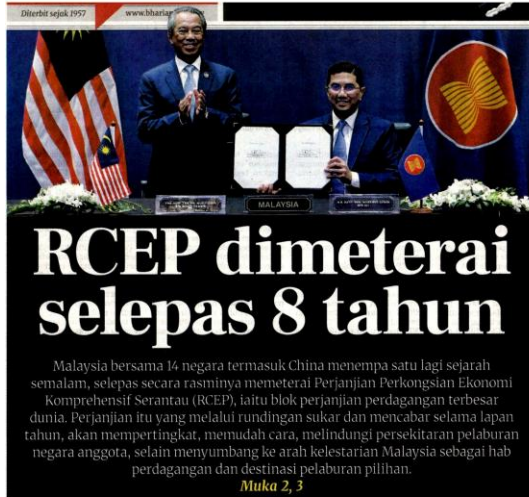 Diterbit sejak 1957
www.bharian
MALAYSIA
RCEP dimeterai
selepas 8 tahun
Malaysia bersama 14 negara termasuk China menempa satu lagi sejarah
semalam, selepas secara rasminya memeterai Perjanjian Perkongsian Ekonomi
Komprehensif Serantau (RCEP), iaitu blok perjanjian perdagangan terbesar
dunia. Perjanjian itu yang melalui rundingan sukar dan mencabar selama lapan
tahun, akan mempertingkat, memudah cara, melindungi persekitaran pelaburan
negara anggota, selain menyumbang ke arah kelestarian Malaysia sebagai hab
perdagangan dan destinasi pelaburan pilihan.
Muka 2, 3